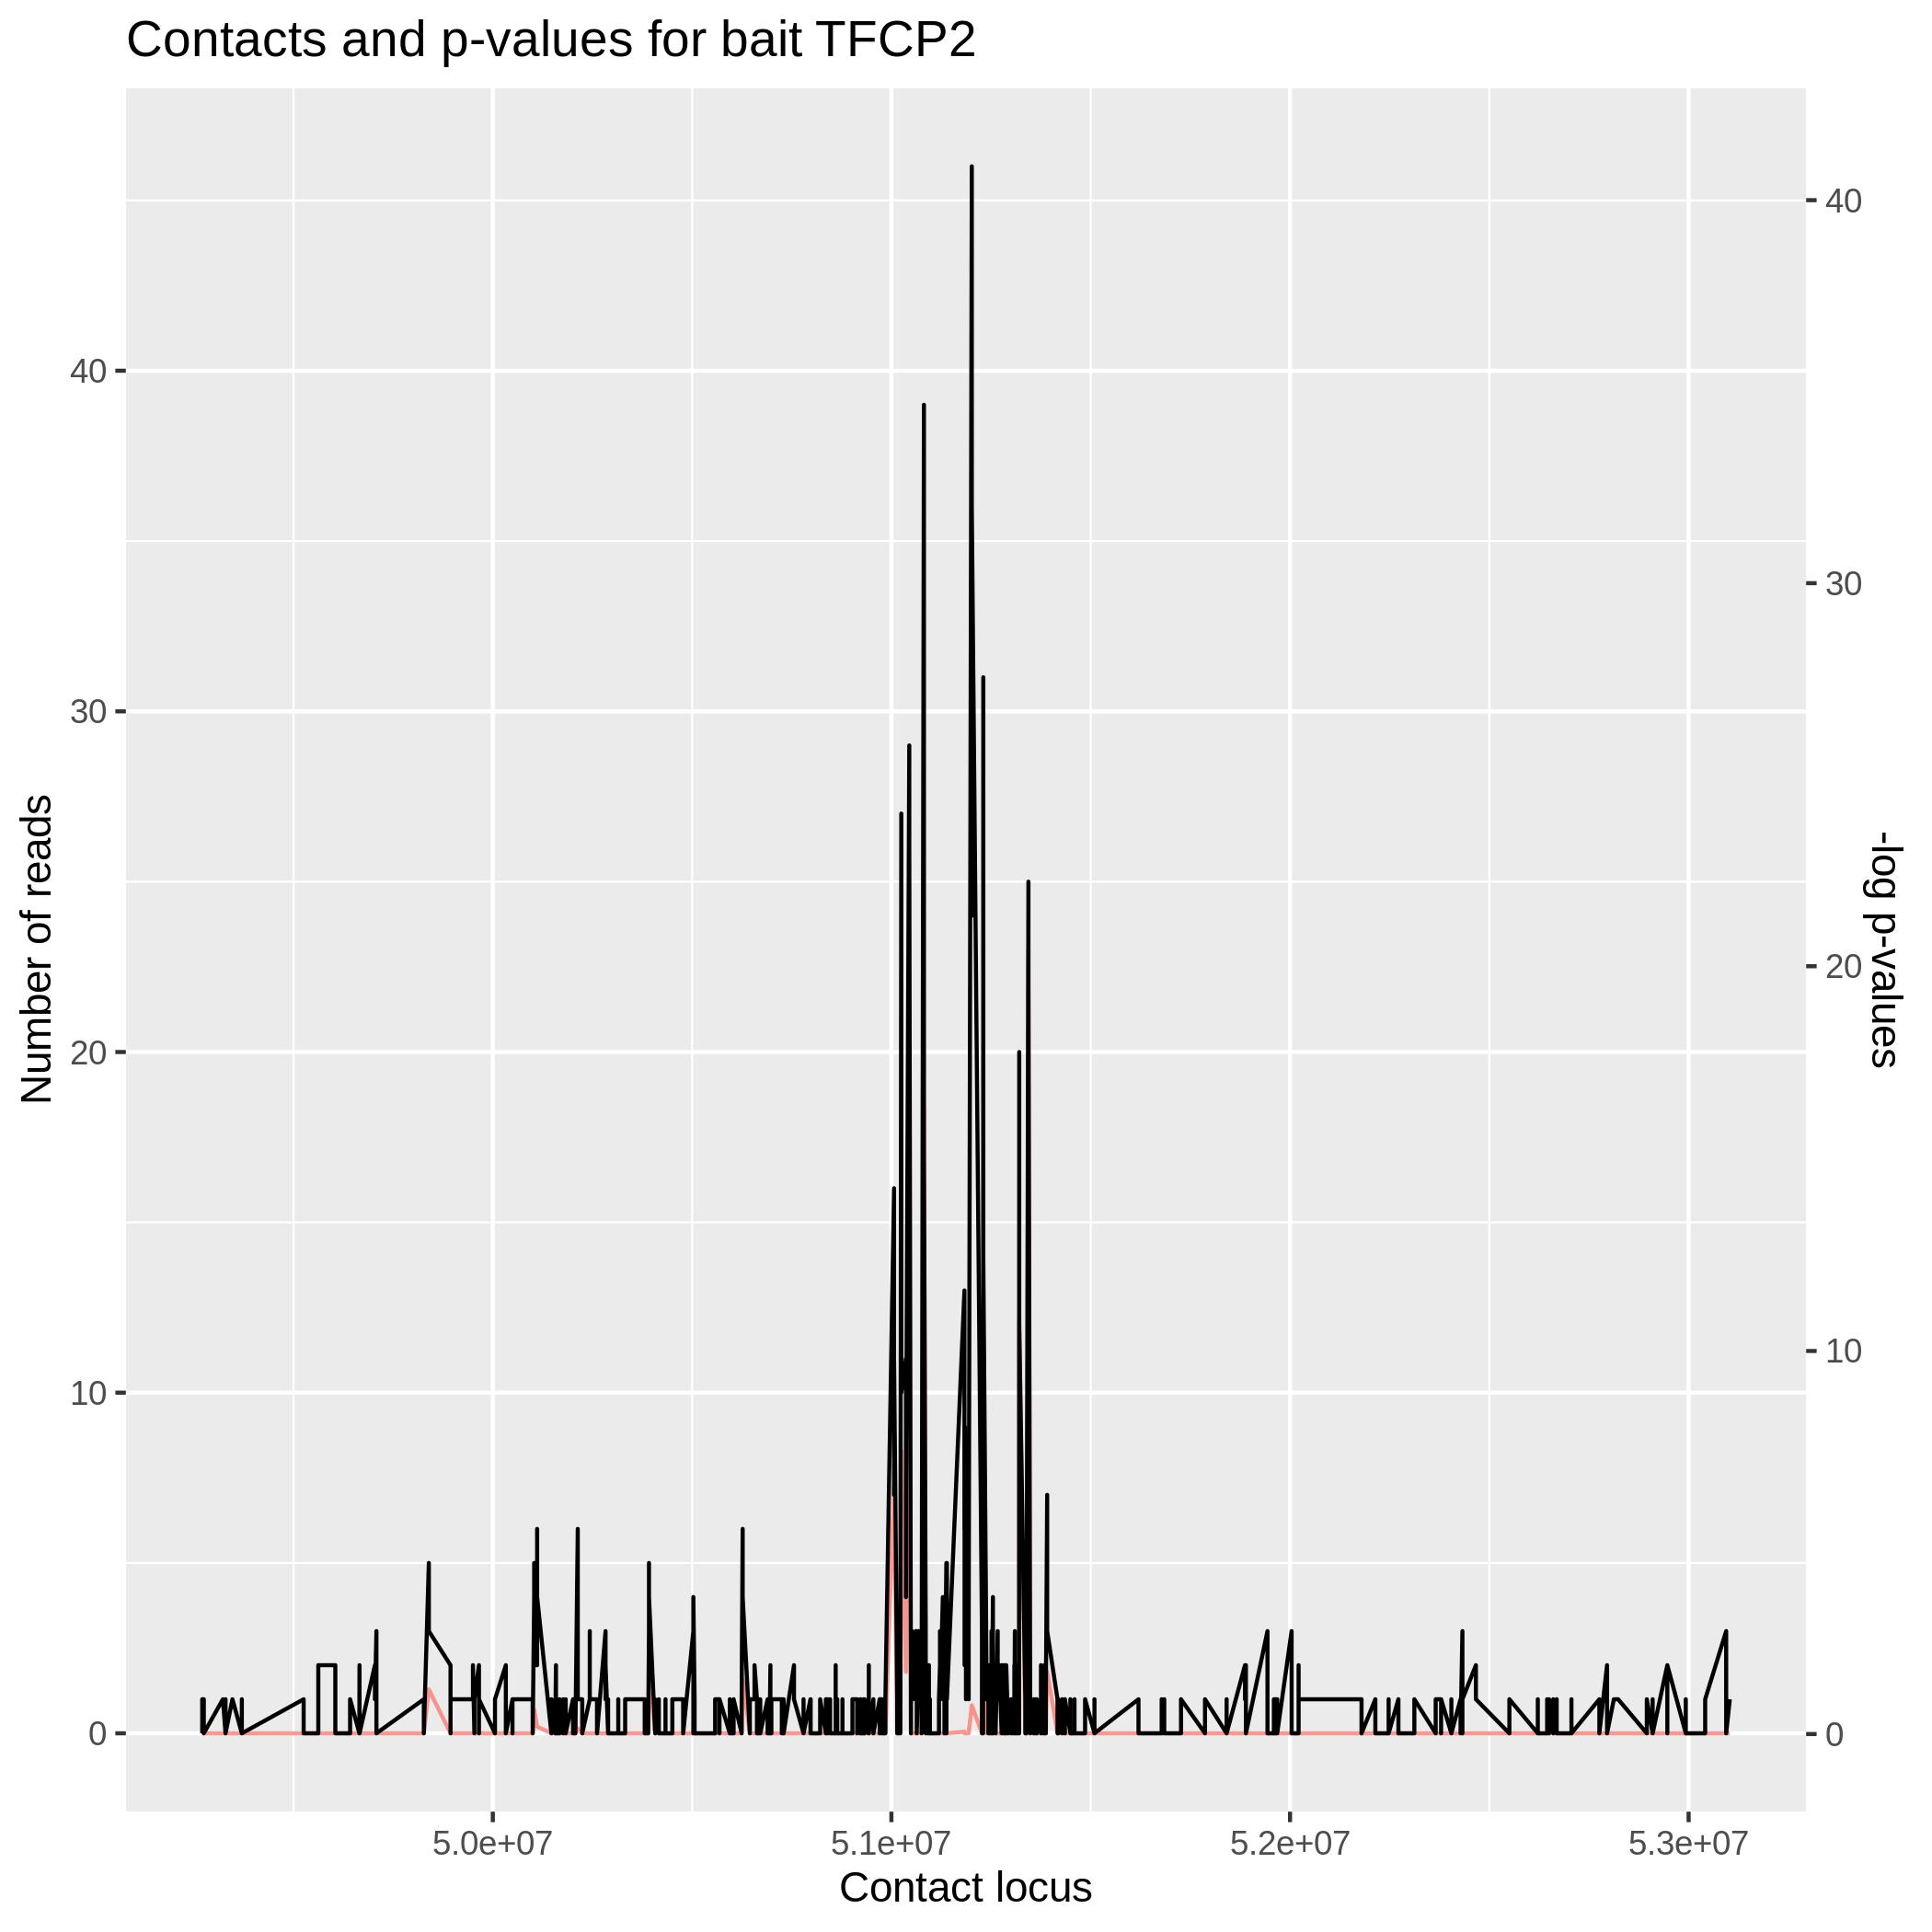 Contacts and p-values for bait TFCP2
Number of reads
40
30
20
10
0
40
30
20
10
0
-log p-values
5.0e+07
5.1e+07
5.2e+07
5.3e+07
Contact locus